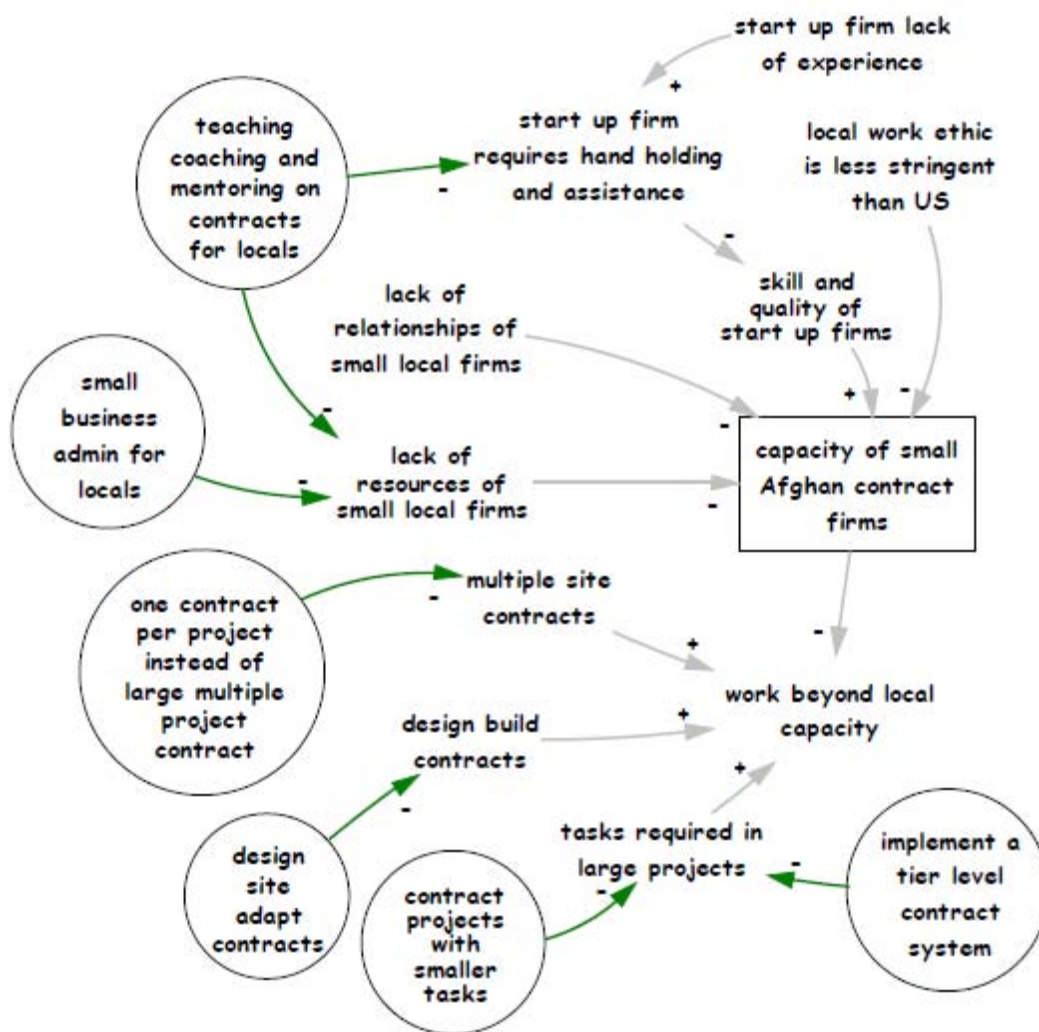 start up firm lack
of experience
+
teaching
coaching and
mentoring on
contracts
for locals
-
start up firm
requires hand holding
and assistance
local work ethic
is less stringent
than US
-
skill and
quality of
start up firms
lack of
relationships of
small local firms
-
+
-
small
business
admin for
locals
-
-
lack of
resources of
small local firms
-
capacity of small
Afghan contract
firms
one contract
per project
instead of
large multiple
project
contract
-
multiple site
contracts
+
-
work beyond local
capacity
design build
contracts
+
-
design
site
adapt
contracts
+
tasks required in
large projects
-
-
contract
projects
with
smaller
tasks
implement a
tier level
contract
system